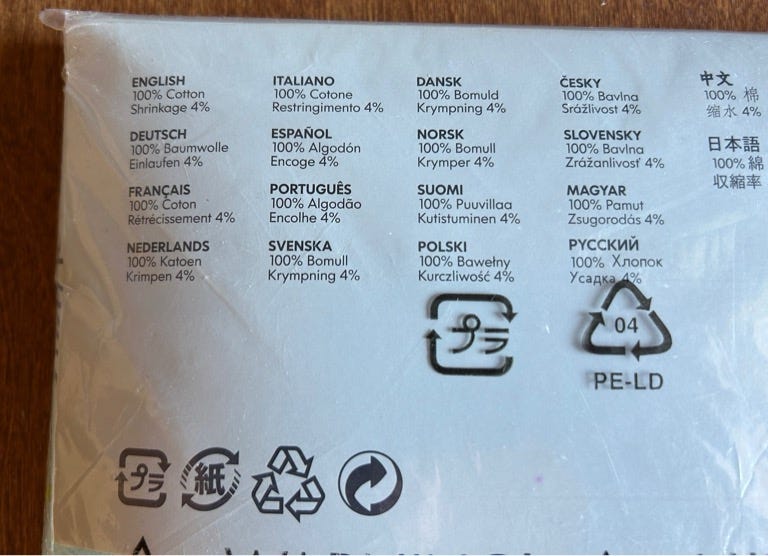 ENGLISH
100% Cotton
Shrinkage 4%
DEUTSCH
100% Baumwolle
Einlaufen 4%
FRANÇAIS
100% Coton
Rétrécissement 4%
NEDERLANDS
100% Katoen
Krimpen 4%
ITALIANO
100% Cotone
Restringimento 4%
ESPAÑOL
100% Algodón
Encoge 4%
PORTUGUÊS
100% Algodão
Encolhe 4%
SVENSKA
100% Bomull
Krympning 4%
DANSK
100% Bomuld
Krympning 4%
NORSK
100% Bomull
Krymper 4%
SUOMI
100% Puuvillaa
Kutistuminen 4%
POLSKI
100% Bawełny
Kurczliwość 4%
ČESKY
100% Bavlna
Srážlivost 4%
SLOVENSKY
100% Bavlna
Zrážanlivosť 4%
MAGYAR
100% Pamut
Zsugorodás 4%
РУССКИЙ
100% Хлопок
Усадка 4%
中文
100% 棉
缩水 4%
日本語
100% 綿
収縮率
プラ
04
PE-LD
プラ
紙